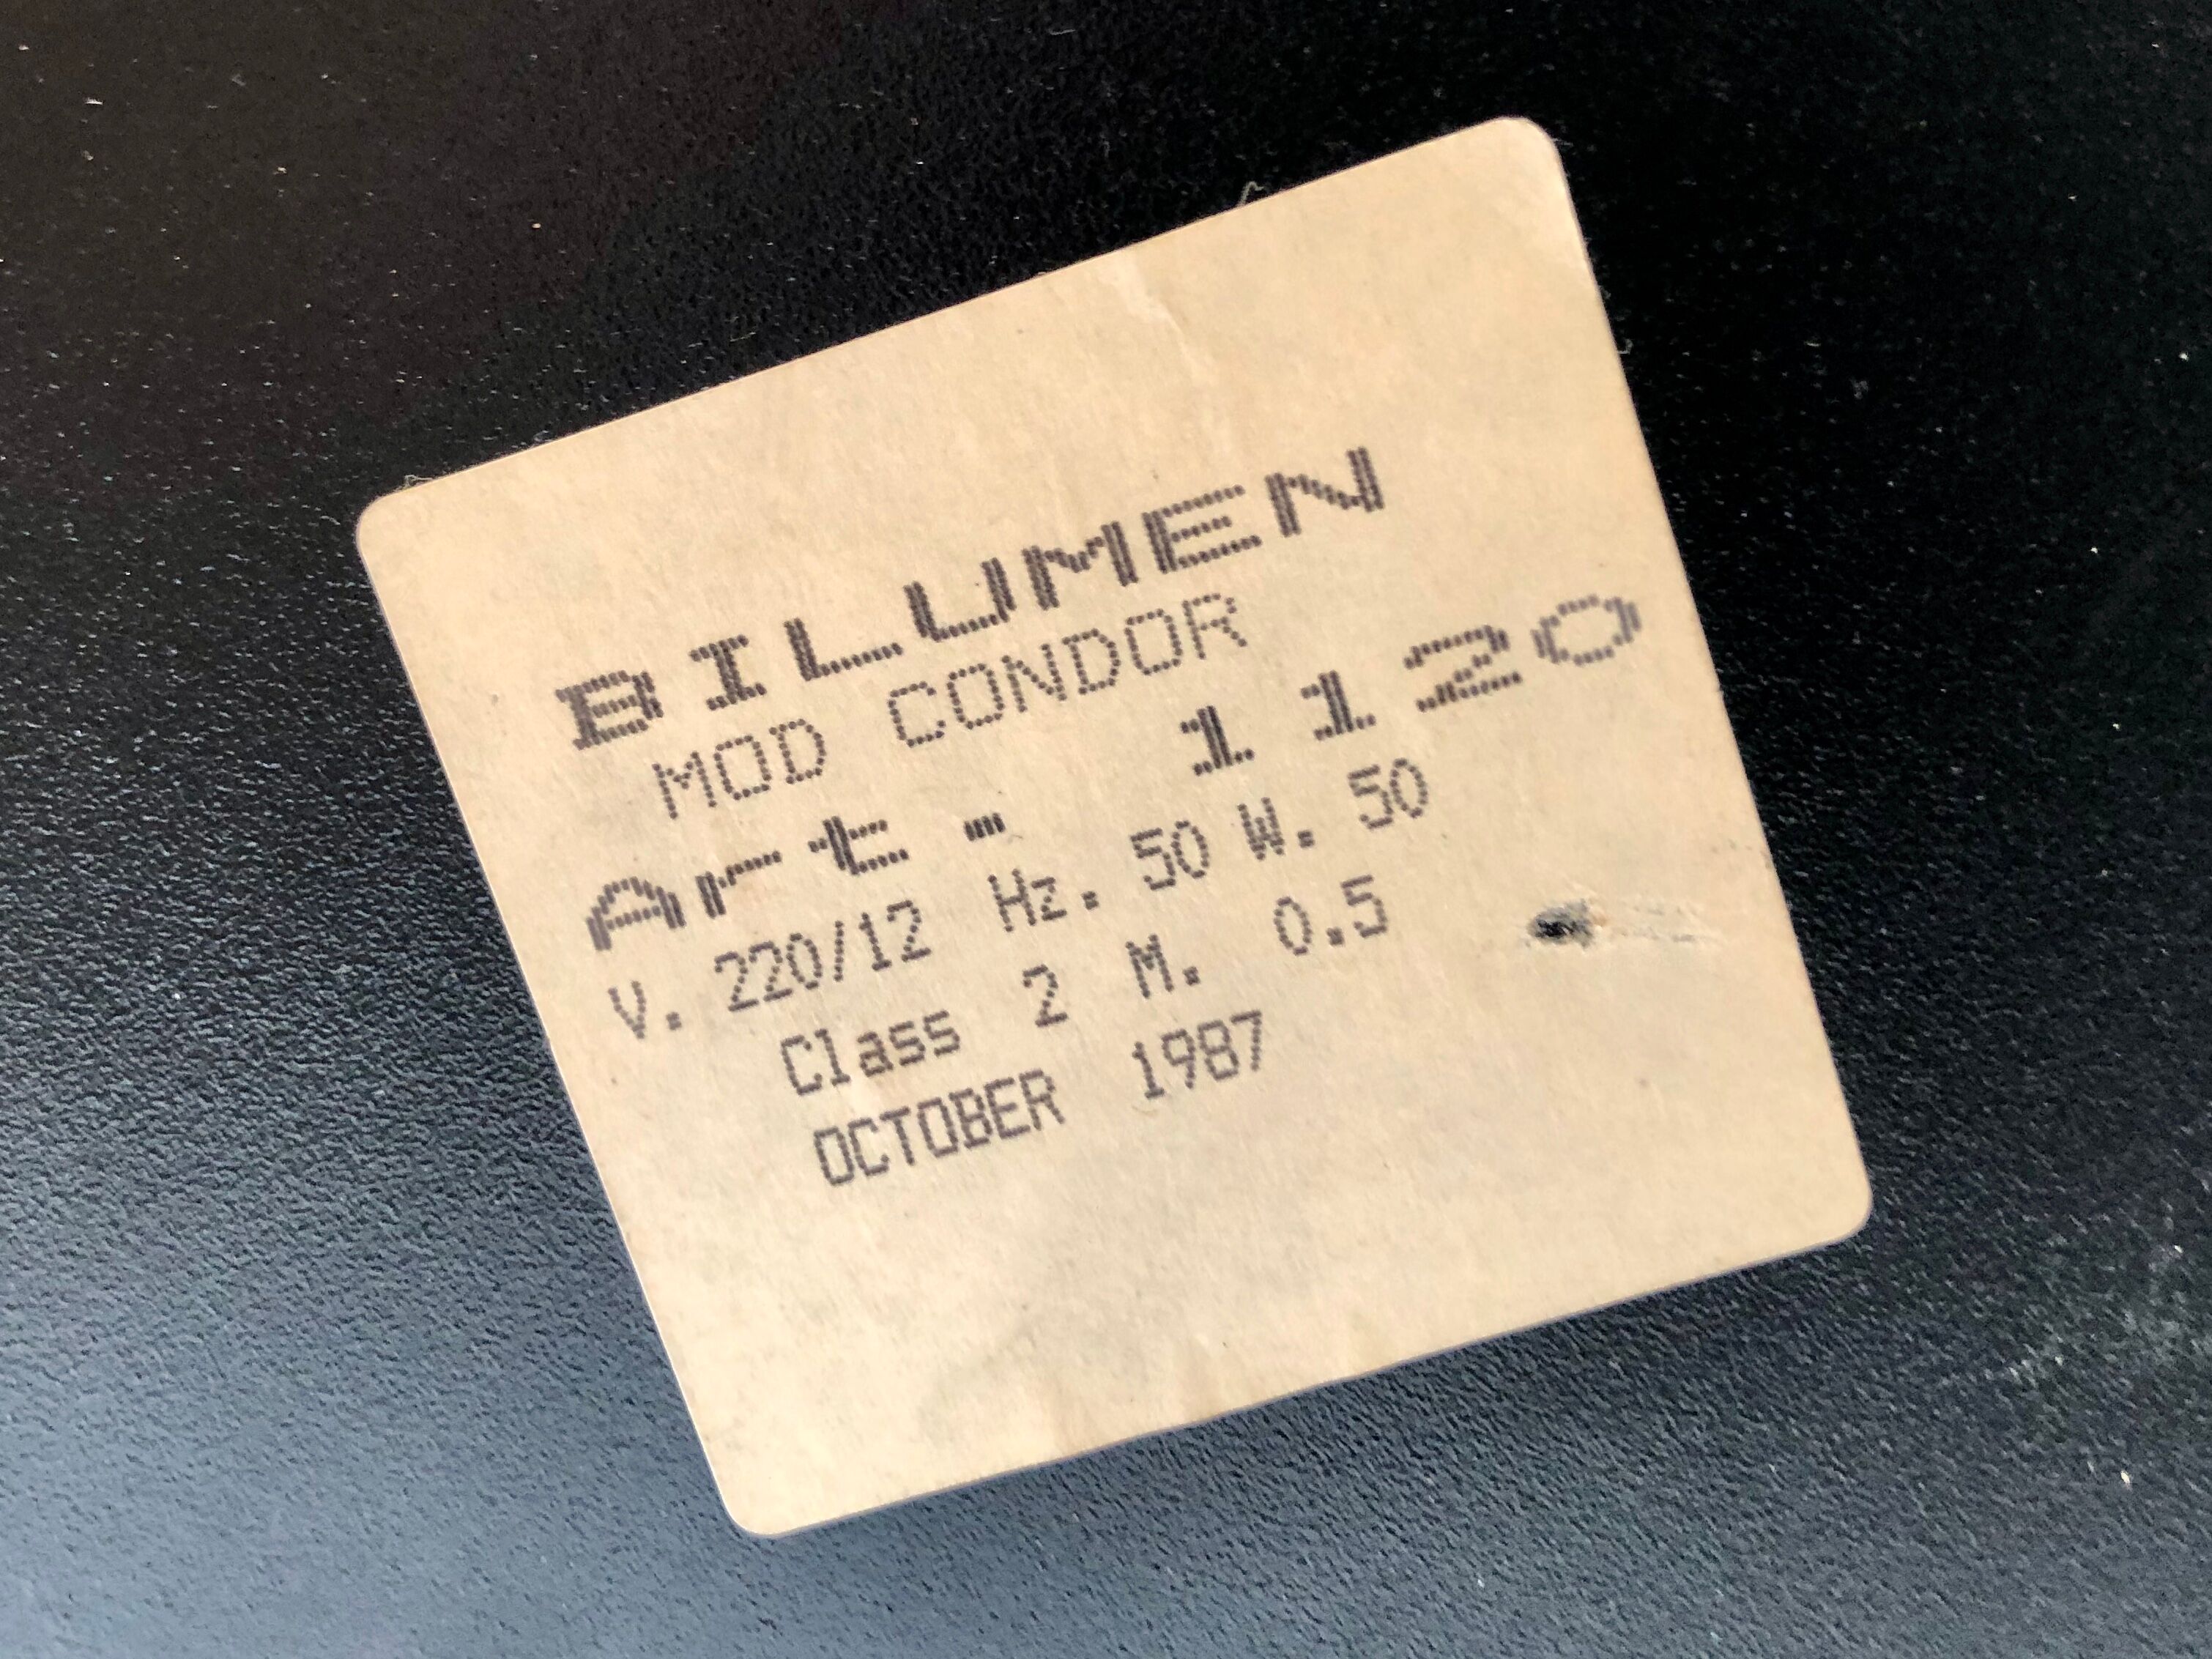 BILUMEN
MOD CONDOR
Art. 1120
V. 220/12 Hz. 50 W. 50
Class 2 M. 0.5
OCTOBER 1987